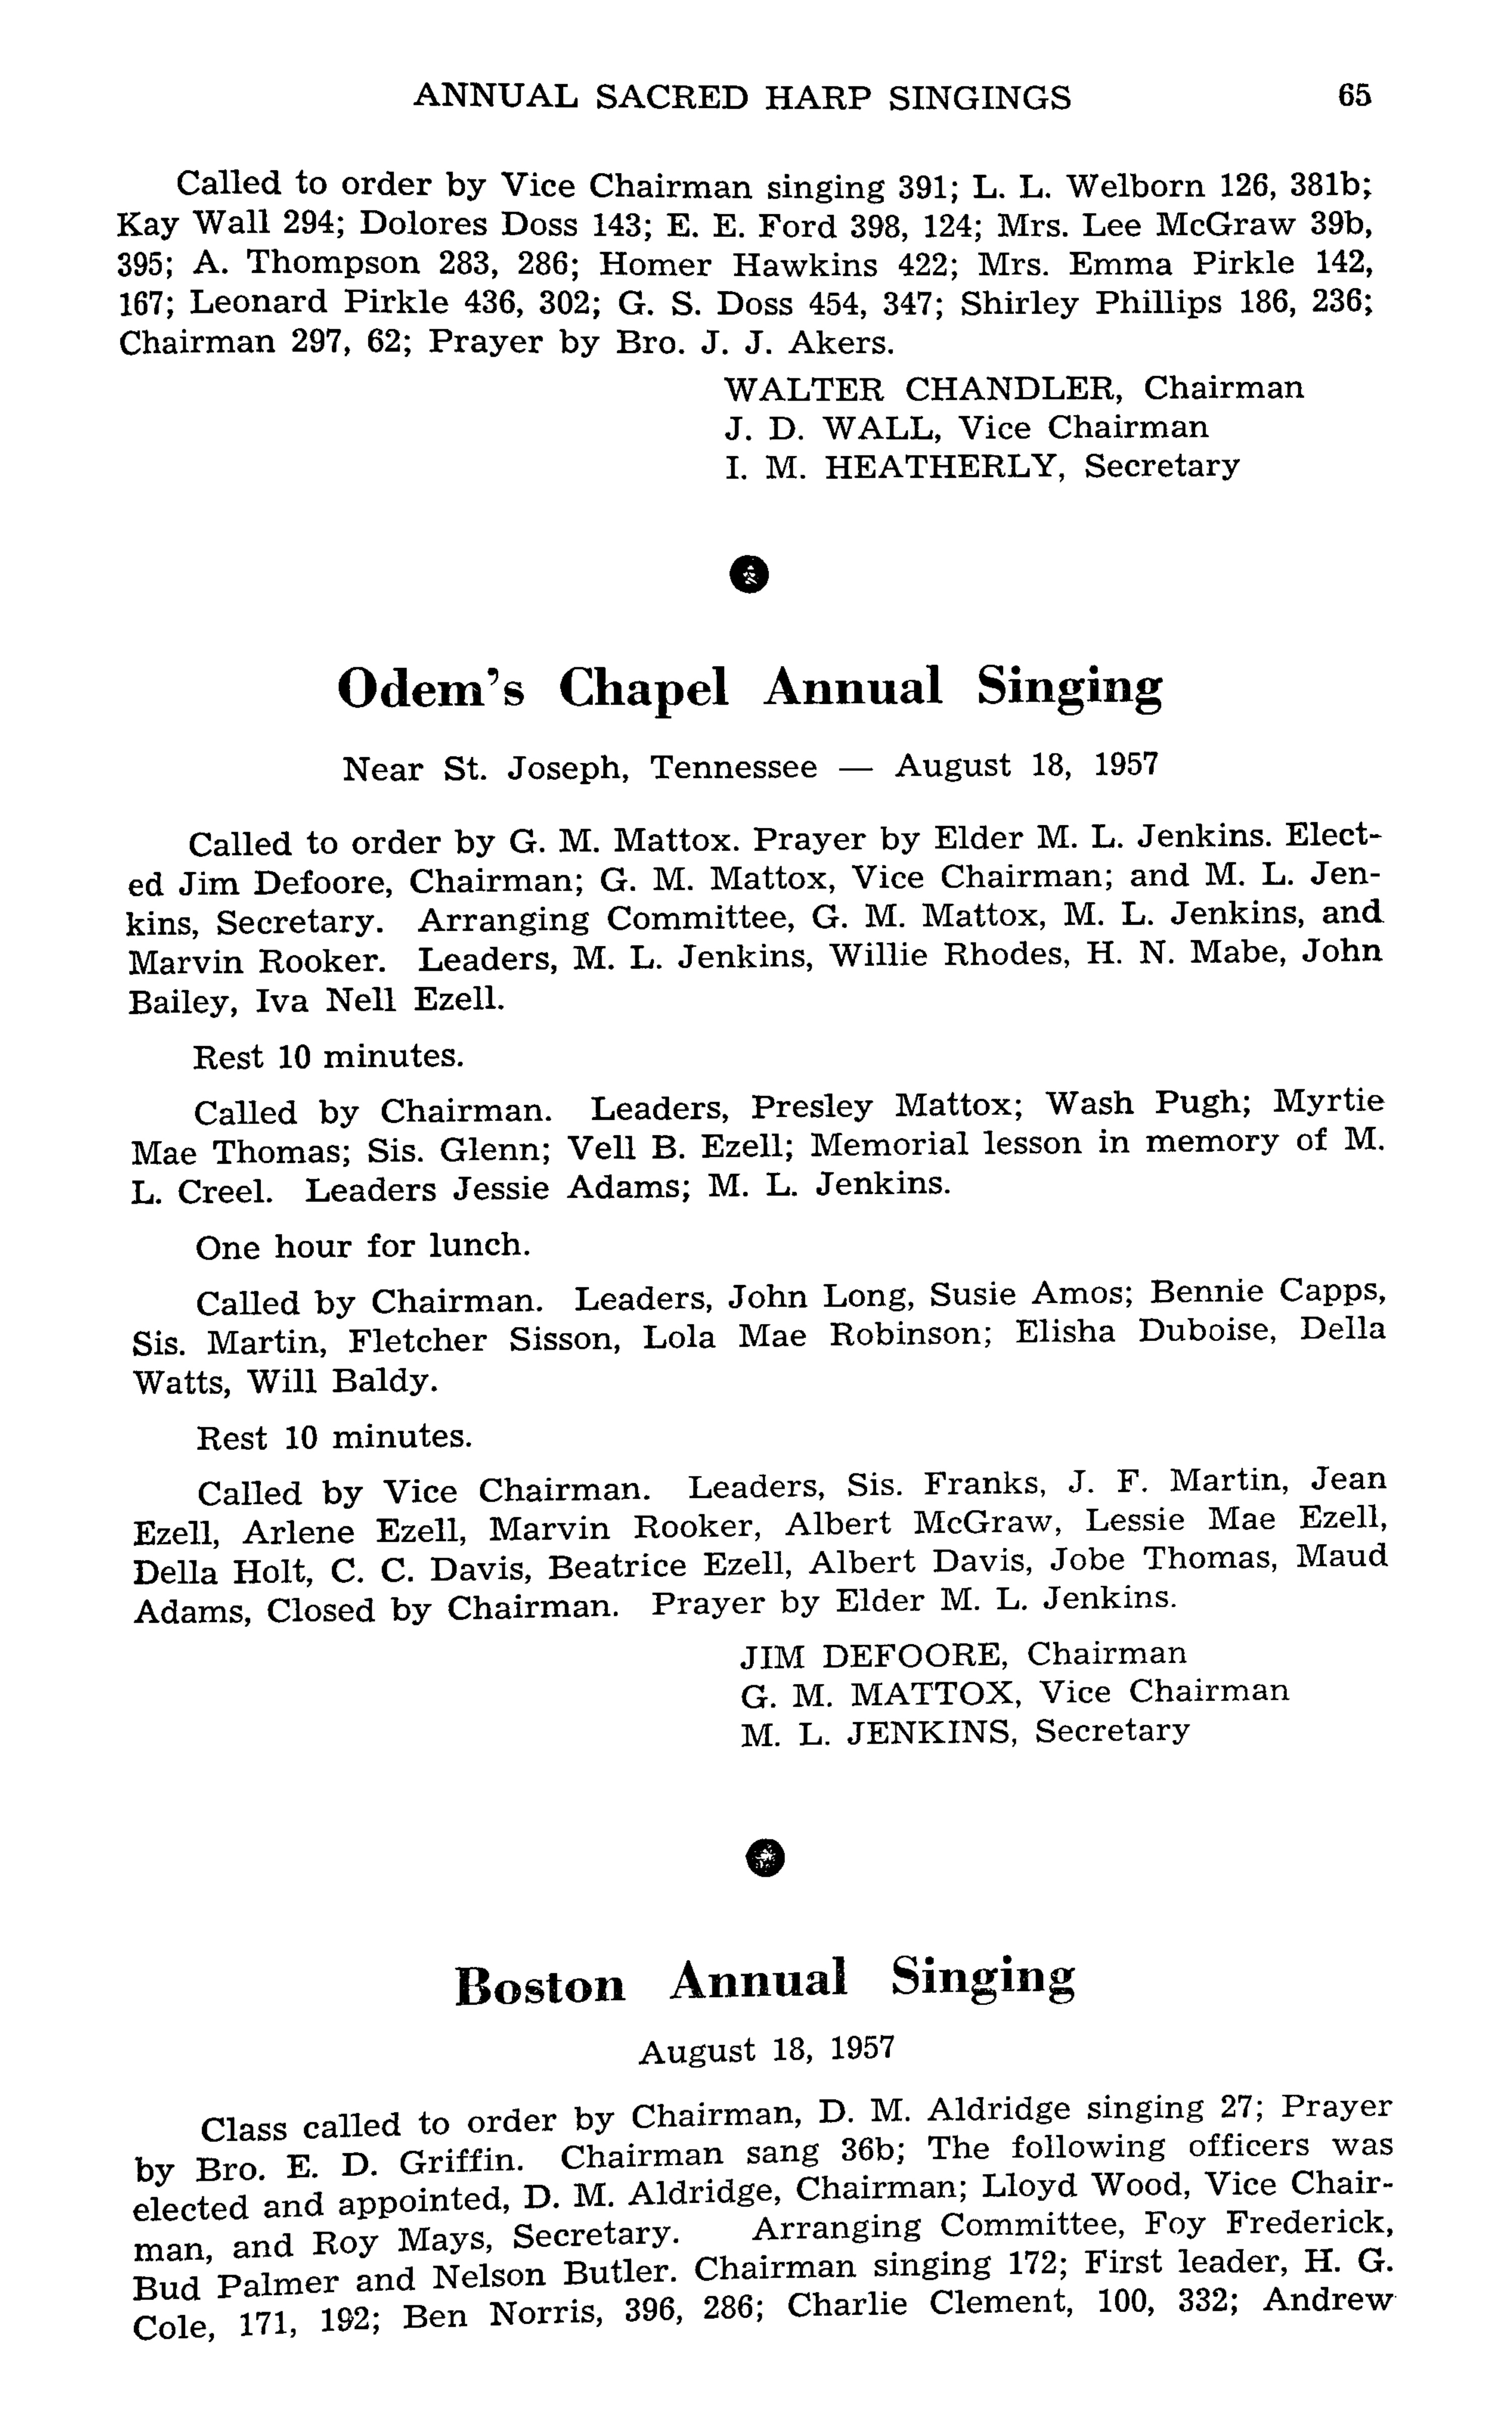 ANNUAL SACRED HARP SINGINGS 65
Called to order by Vice Chairman singing 391; L. L. Welborn 126, 381b;
Kay Wall 294; Dolores Doss 143; E. E. Ford 398, 124; Mrs. Lee McGraw 39b,
395; A. Thompson 283, 286; Homer Hawkins 422; Mrs. Emma Pirkle 142,
167; Leonard Pirkle 436, 302; G. S. Doss 454, 347; Shirley Phillips 186, 236;
Chairman 297, 62; Prayer by Bro. J. J. Akers.
WALTER CHANDLER, Chairman
J. D. WALL, Vice Chairman
I. M. HEATHERLY, Secretary
Odem's Chapel Annual Singing
Near St. Joseph, Tennessee — August 18, 1957
Called to order by G. M. Mattox. Prayer by Elder M. L. Jenkins. Elect-
ed Jim Defoore, Chairman; G. M. Mattox, Vice Chairman; and M. L. Jen-
kins, Secretary. Arranging Committee, G. M. Mattox, M. L. Jenkins, and
Marvin Rooker. Leaders, M. L. Jenkins, Willie Rhodes, H. N. Mabe, John
Bailey, Iva Nell Ezell.
Rest 10 minutes.
Called by Chairman. Leaders, Presley Mattox; Wash Pugh; Myrtie
Mae Thomas; Sis. Glenn; Vell B. Ezell; Memorial lesson in memory of M.
L. Creel. Leaders Jessie Adams; M. L. Jenkins.
One hour for lunch.
Called by Chairman. Leaders, John Long, Susie Amos; Bennie Capps,
Sis. Martin, Fletcher Sisson, Lola Mae Robinson; Elisha Duboise, Della
Watts, Will Baldy.
Rest 10 minutes.
Called by Vice Chairman. Leaders, Sis. Franks, J. F. Martin, Jean
Ezell, Arlene Ezell, Marvin Rooker, Albert McGraw, Lessie Mae Ezell,
Della Holt, C. C. Davis, Beatrice Ezell, Albert Davis, Jobe Thomas, Maud
Adams, Closed by Chairman. Prayer by Elder M. L. Jenkins.
JIM DEFOORE, Chairman
G. M. MATTOX, Vice Chairman
M. L. JENKINS, Secretary
Boston Annual Singing
August 18, 1957
Class called to order by Chairman, D. M. Aldridge singing 27; Prayer
by Bro. E. D. Griffin. Chairman sang 36b; The following officers was
elected and appointed, D. M. Aldridge, Chairman; Lloyd Wood, Vice Chair-
man, and Roy Mays, Secretary. Arranging Committee, Foy Frederick,
Bud Palmer and Nelson Butler. Chairman singing 172; First leader, H. G.
Cole, 171, 192; Ben Norris, 396, 286; Charlie Clement, 100, 332; Andrew